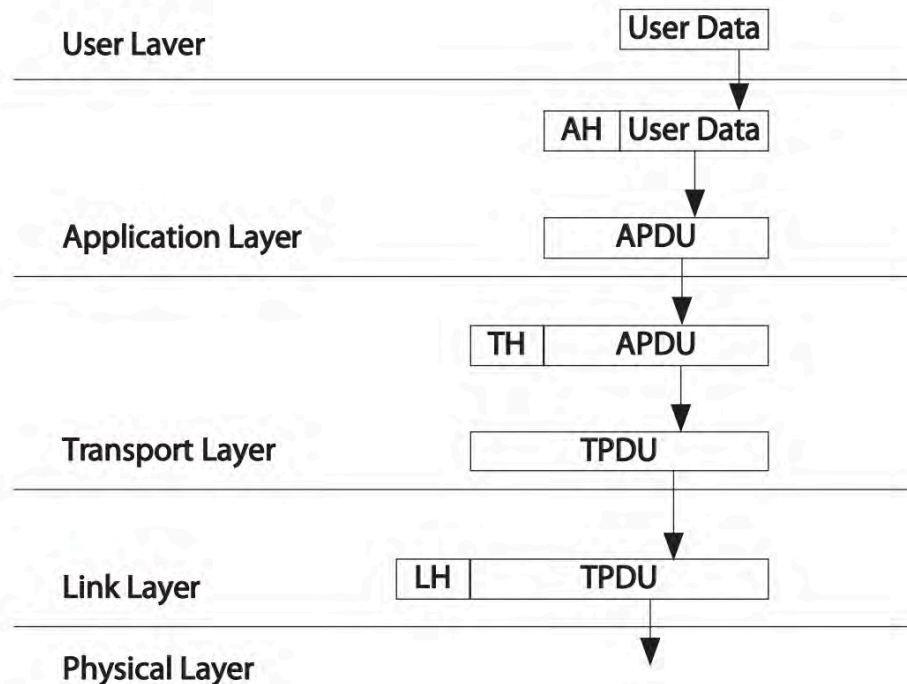 User Data
User Laver
AH User Data
Application Layer APDU
TH APDU
Transport Layer TPDU
Link Layer LH TPDU
Physical Layer